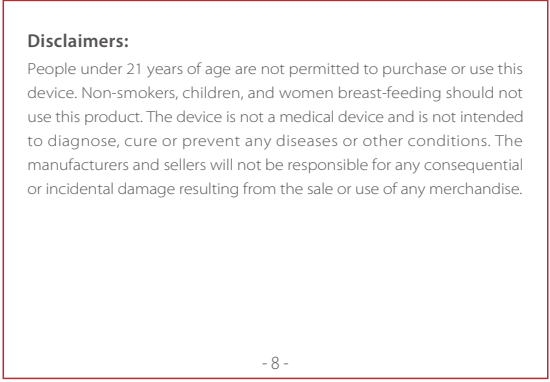 Disclaimers:
People under 21 years of age are not permitted to purchase or use this
device. Non-smokers, children, and women breast-feeding should not
use this product. The device is not a medical device and is not intended
to diagnose, cure or prevent any diseases or other conditions. The
manufacturers and sellers will not be responsible for any consequential
or incidental damage resulting from the sale or use of any merchandise.
- 8 -